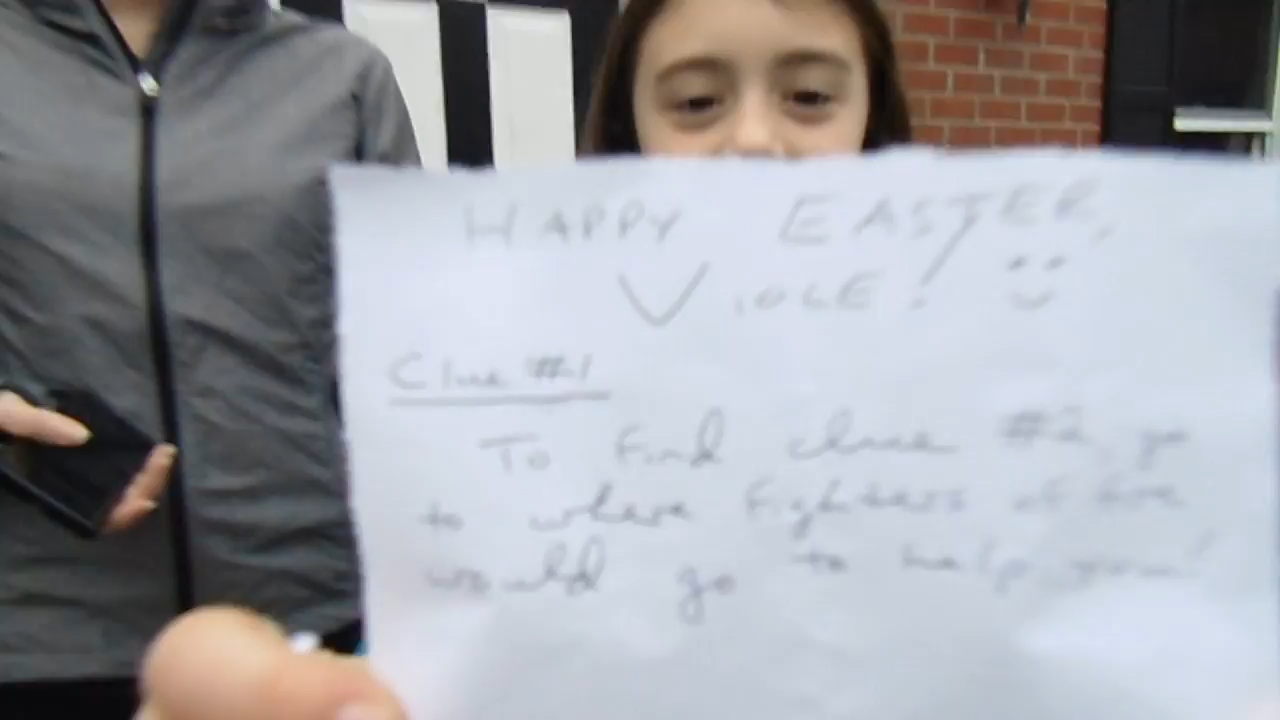 HAPPY EASTER,
VIOLE! :)
Clue #1
To find clue #2, go
to where fighters of fire
would go to help you!